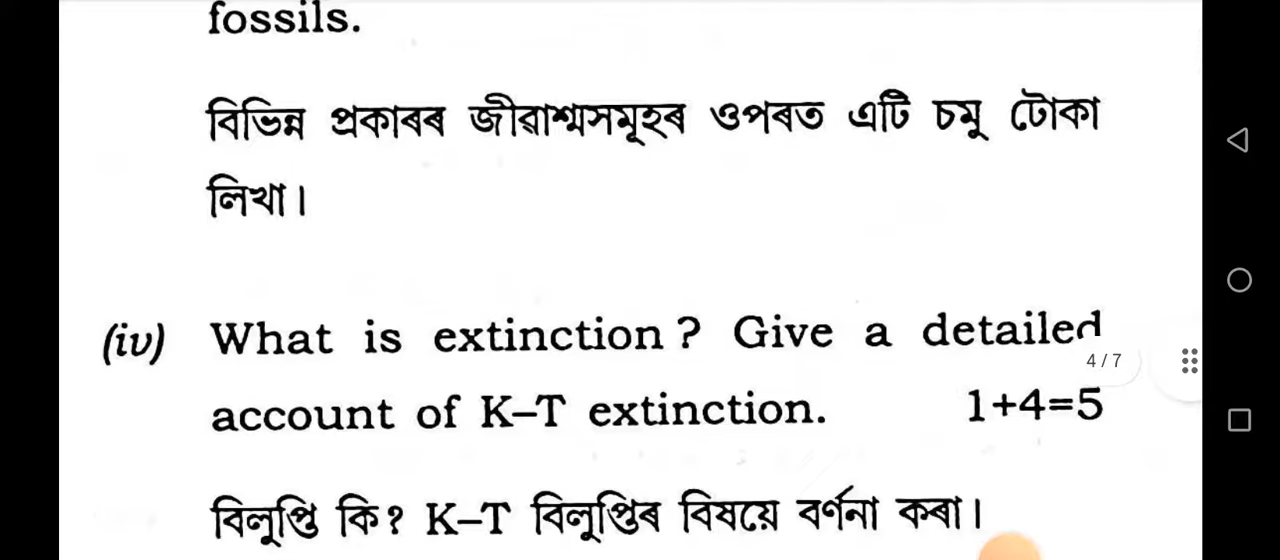 fossils.
বিভিন্ন প্ৰকাৰৰ জীৱাশ্মসমূহৰ ওপৰত এটি চমু টোকা
লিখা।
(iv) What is extinction? Give a detailed
4/7
account of K–T extinction. 1+4=5
বিলুপ্তি কি? K–T বিলুপ্তিৰ বিষয়ে বৰ্ণনা কৰা।